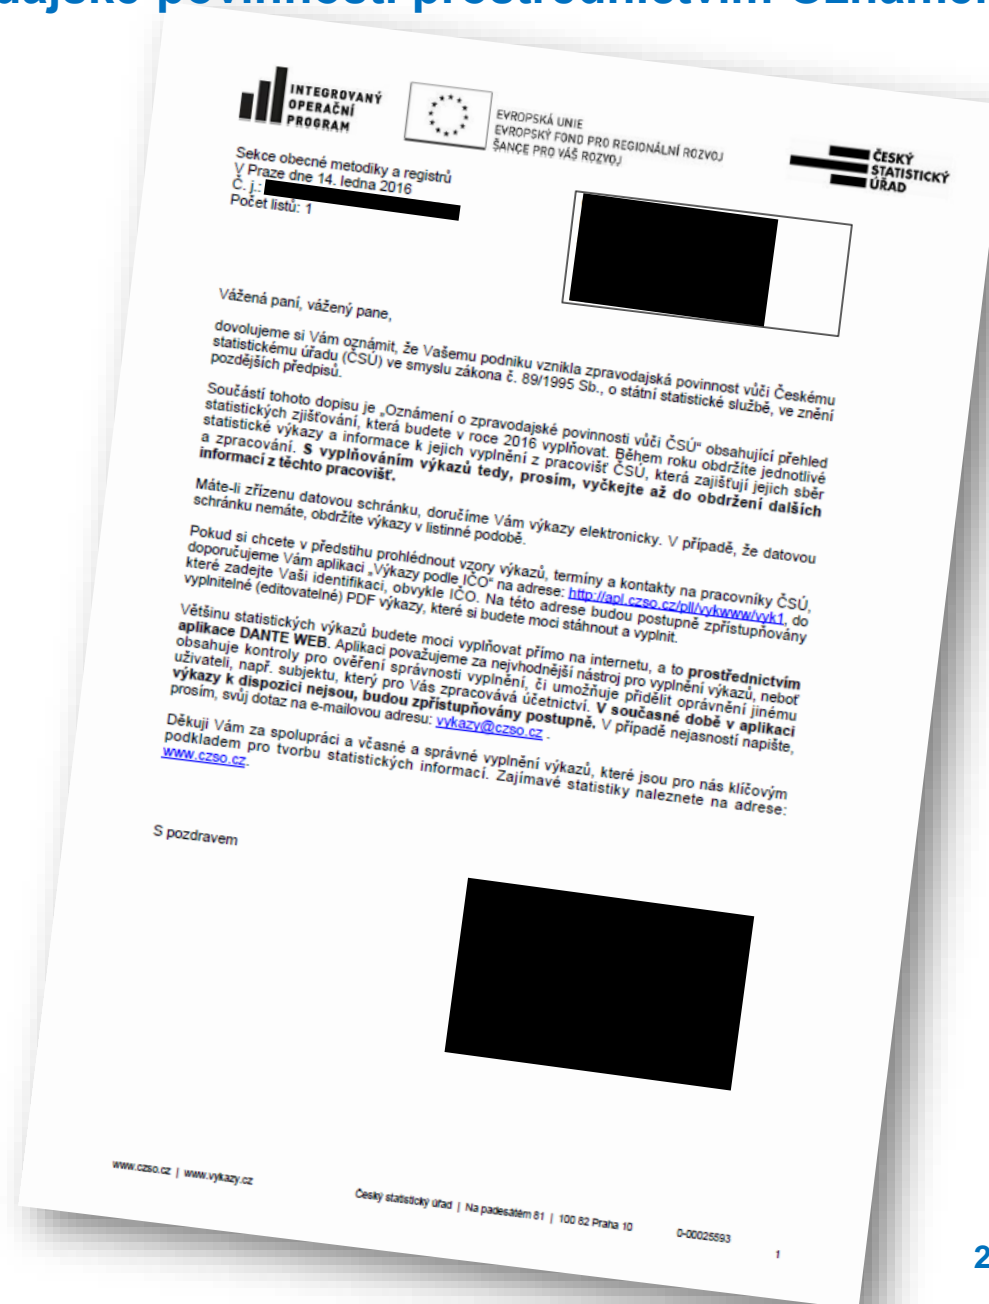 dajské povinnosti prostřednictvím Oznámen
INTEGROVANÝ
OPERAČNÍ
PROGRAM
EVROPSKÁ UNIE
EVROPSKÝ FOND PRO REGIONÁLNÍ ROZVOJ
ŠANCE PRO VÁŠ ROZVOJ
ČESKÝ
STATISTICKÝ
ÚŘAD
Sekce obecné metodiky a registrů
V Praze dne 14. ledna 2016
Č. j.:
Počet listů: 1
Vážená paní, vážený pane,
dovolujeme si Vám oznámit, že Vašemu podniku vznikla zpravodajská povinnost vůči Českému
statistickému úřadu (ČSÚ) ve smyslu zákona č. 89/1995 Sb., o státní statistické službě, ve znění
pozdějších předpisů.
Součástí tohoto dopisu je „Oznámení o zpravodajské povinnosti vůči ČSÚ" obsahující přehled
statistických zjišťování, která budete v roce 2016 vyplňovat. Během roku obdržíte jednotlivé
statistické výkazy a informace k jejich vyplnění z pracovišť ČSÚ, která zajišťují jejich sběr
a zpracování. S vyplňováním výkazů tedy, prosím, vyčkejte až do obdržení dalších
informací z těchto pracovišť.
Máte-li zřízenu datovou schránku, doručíme Vám výkazy elektronicky. V případě, že datovou
schránku nemáte, obdržíte výkazy v listinné podobě.
Pokud si chcete v předstihu prohlédnout vzory výkazů, termíny a kontakty na pracovníky ČSÚ,
doporučujeme Vám aplikaci „Výkazy podle IČO" na adrese: http://apl.czso.cz/pll/vykwww/vyk1, do
které zadejte Vaši identifikaci, obvykle IČO. Na této adrese budou postupně zpřístupňovány
vyplnitelné (editovatelné) PDF výkazy, které si budete moci stáhnout a vyplnit.
Většinu statistických výkazů budete moci vyplňovat přímo na internetu, a to prostřednictvím
aplikace DANTE WEB. Aplikaci považujeme za nejvhodnější nástroj pro vyplnění výkazů, neboť
obsahuje kontroly pro ověření správnosti vyplnění, či umožňuje přidělit oprávnění jinému
uživateli, např. subjektu, který pro Vás zpracovává účetnictví. V současné době v aplikaci
výkazy k dispozici nejsou, budou zpřístupňovány postupně. V případě nejasností napište,
prosím, svůj dotaz na e-mailovou adresu: vykazy@czso.cz .
Děkuji Vám za spolupráci a včasné a správné vyplnění výkazů, které jsou pro nás klíčovým
podkladem pro tvorbu statistických informací. Zajímavé statistiky naleznete na adrese:
www.czso.cz.
S pozdravem
www.czso.cz | www.vykazy.cz
Český statistický úřad | Na padesátém 81 | 100 82 Praha 10
0-00025593
1
2